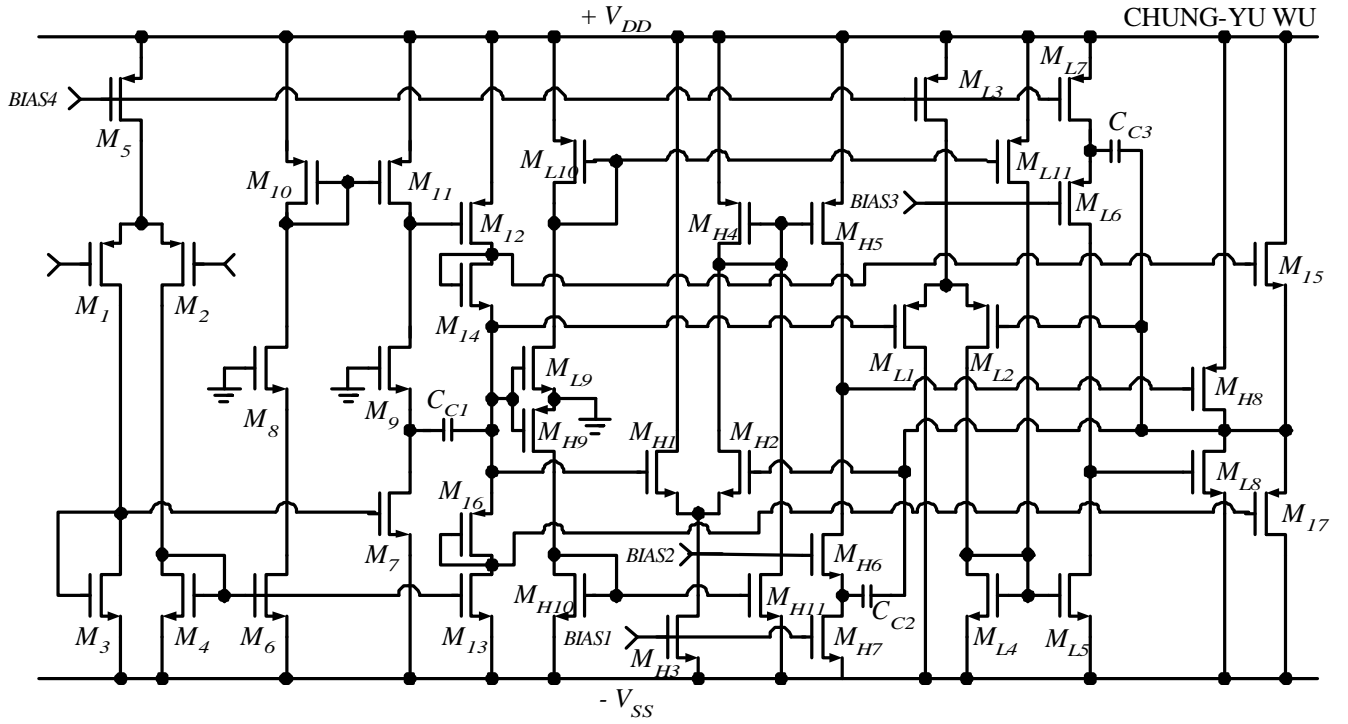 + V_DD
CHUNG-YU WU
BIAS4
M_5
M_L3
M_L7
C_C3
M_10
M_11
M_L10
M_L11
M_12
M_H4
M_H5
BIAS3
M_L6
M_1
M_2
M_14
M_15
M_8
M_9
C_C1
M_L9
M_H9
M_L1
M_L2
M_H8
M_H1
M_H2
M_16
M_L8
M_17
M_7
BIAS2
M_H6
M_3
M_4
M_6
M_13
M_H10
BIAS1
M_H3
M_H11
C_C2
M_H7
M_L4
M_L5
- V_SS